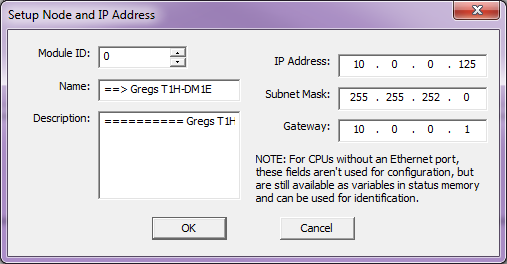 Setup Node and IP Address
Module ID: 0
Name: ==> Gregs T1H-DM1E
Description: ========== Gregs T1H
IP Address: 10 . 0 . 0 . 125
Subnet Mask: 255 . 255 . 252 . 0
Gateway: 10 . 0 . 0 . 1
NOTE: For CPUs without an Ethernet port,
these fields aren't used for configuration, but
are still available as variables in status memory
and can be used for identification.
OK
Cancel